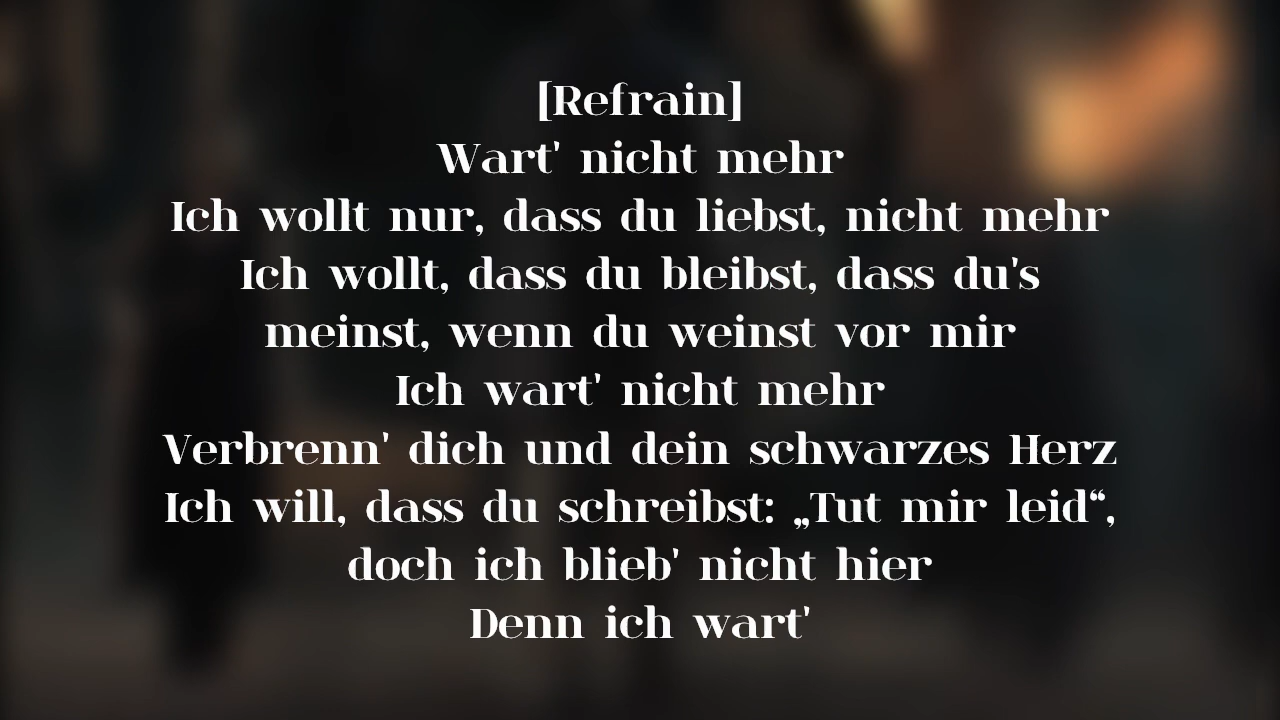 [Refrain]
Wart' nicht mehr
Ich wollt nur, dass du liebst, nicht mehr
Ich wollt, dass du bleibst, dass du's
meinst, wenn du weinst vor mir
Ich wart' nicht mehr
Verbrenn' dich und dein schwarzes Herz
Ich will, dass du schreibst: „Tut mir leid“,
doch ich blieb' nicht hier
Denn ich wart'